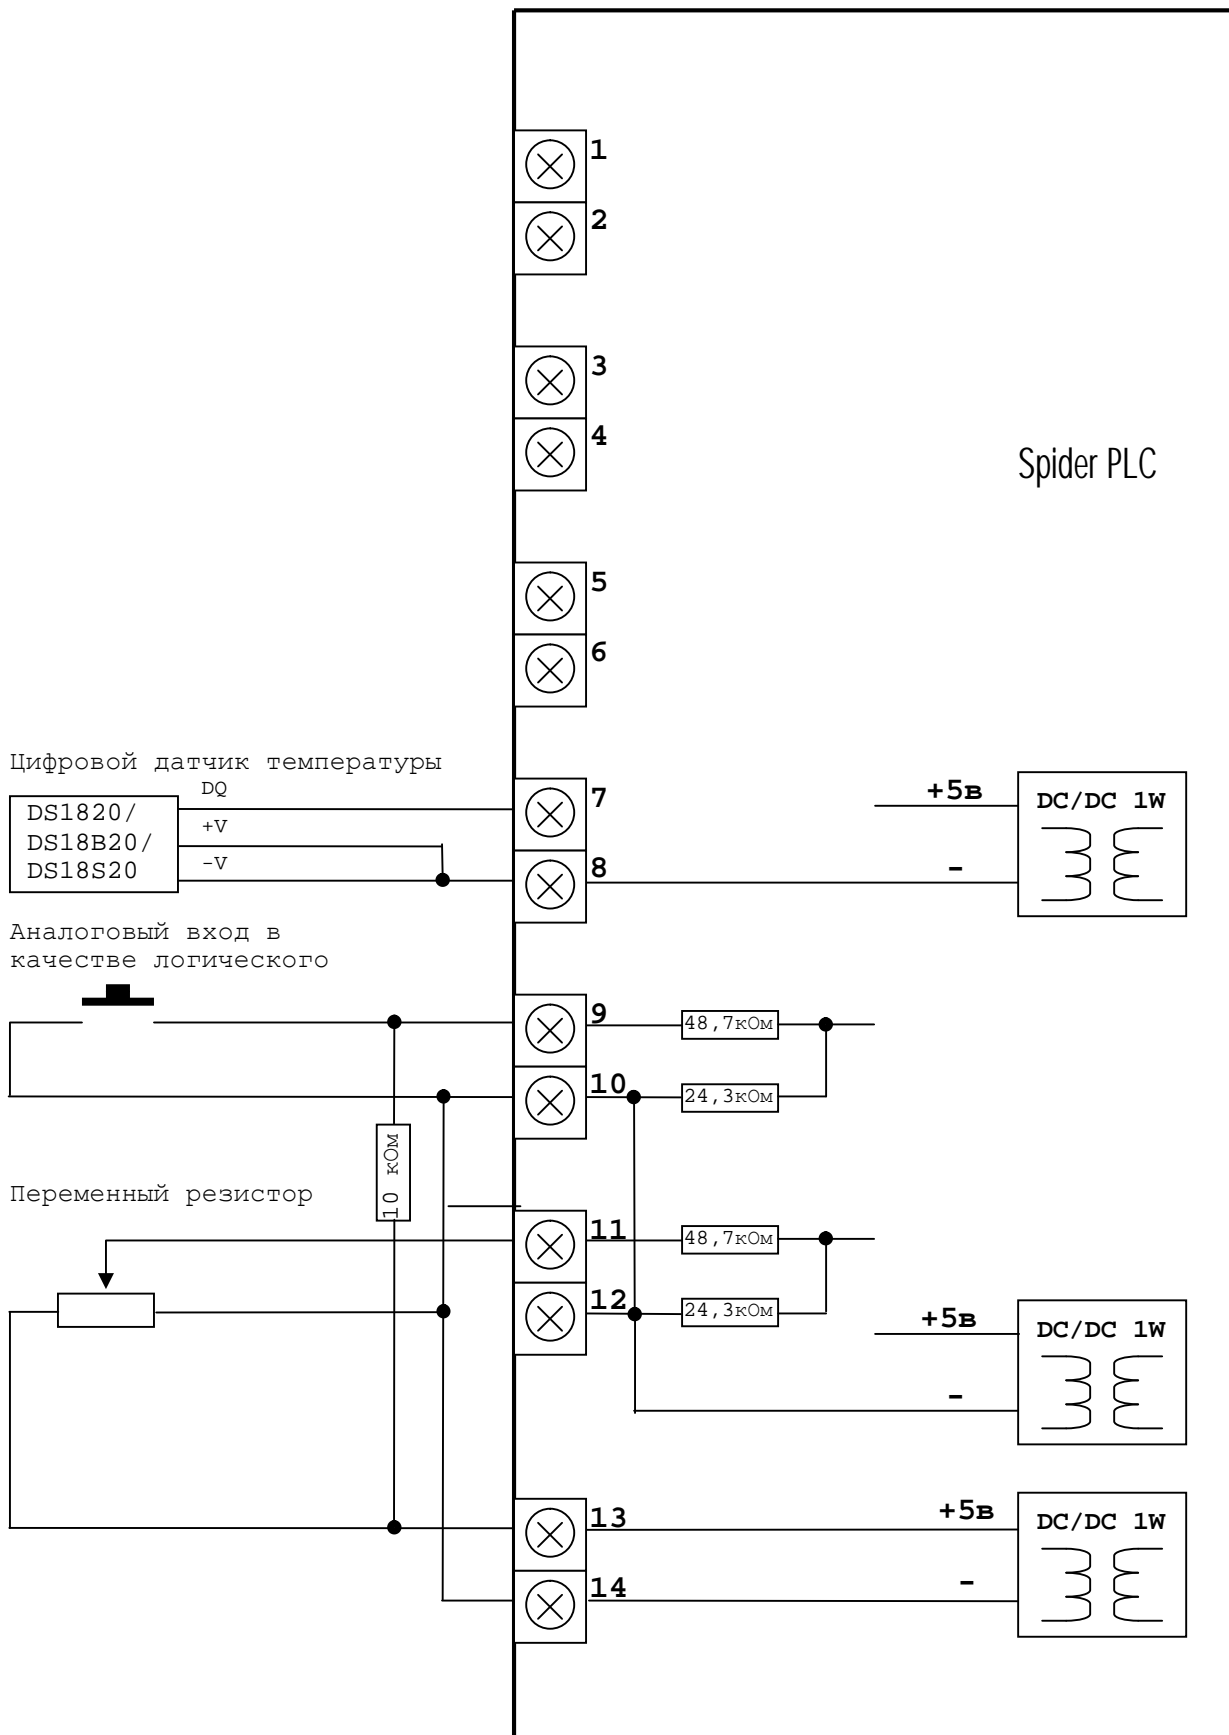 1
2
3
4
Spider PLC
5
6
Цифровой датчик температуры
DQ
+V
-V
DS1820/
DS18B20/
DS18S20
7
8
+5в
-
DC/DC 1W
Аналоговый вход в
качестве логического
9
48,7кОм
10
24,3кОм
10 кОм
Переменный резистор
11
48,7кОм
12
24,3кОм
+5в
-
DC/DC 1W
13
+5в
DC/DC 1W
14
-